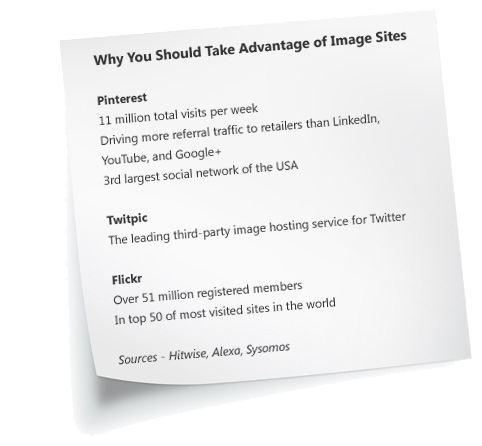 Why You Should Take Advantage of Image Sites
Pinterest
11 million total visits per week
Driving more referral traffic to retailers than LinkedIn,
YouTube, and Google+
3rd largest social network of the USA
Twitpic
The leading third-party image hosting service for Twitter
Flickr
Over 51 million registered members
In top 50 of most visited sites in the world
Sources - Hitwise, Alexa, Sysomos